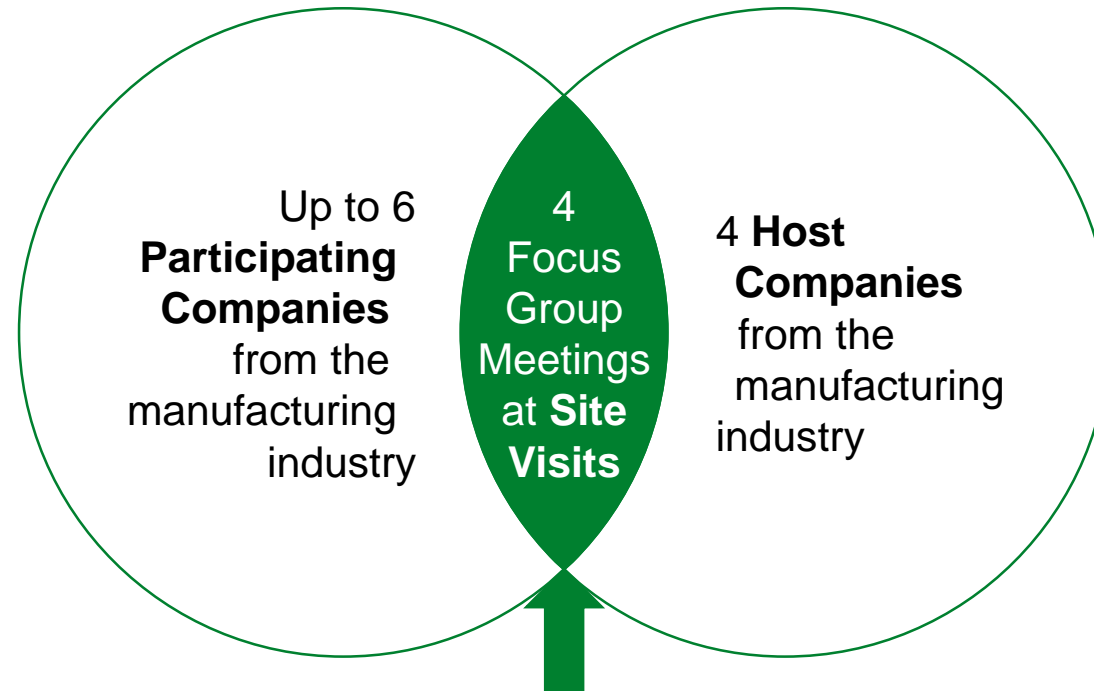 Up to 6
Participating
Companies
from the
manufacturing
industry
4
Focus
Group
Meetings
at Site
Visits
4 Host
Companies
from the
manufacturing
industry